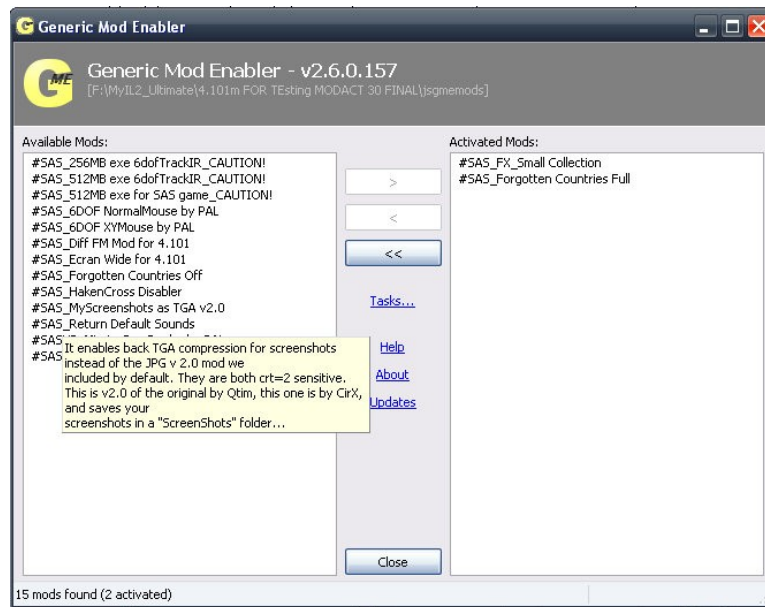 Generic Mod Enabler
GME
Generic Mod Enabler - v2.6.0.157
[F:\MyIL2_Ultimate\4.101m FOR TEsting MODACT 30 FINAL\jsgmemods]
Available Mods:
#SAS_256MB exe 6dofTrackIR_CAUTION!
#SAS_512MB exe 6dofTrackIR_CAUTION!
#SAS_512MB exe for SAS game_CAUTION!
#SAS_6DOF NormalMouse by PAL
#SAS_6DOF XYMouse by PAL
#SAS_Diff FM Mod for 4.101
#SAS_Ecran Wide for 4.101
#SAS_Forgotten Countries Off
#SAS_HakenCross Disabler
#SAS_MyScreenshots as TGA v2.0
#SAS_Return Default Sounds
#SAS
#SAS
It enables back TGA compression for screenshots
instead of the JPG v 2.0 mod we
included by default. They are both crt=2 sensitive.
This is v2.0 of the original by Qtim, this one is by CirX,
and saves your
screenshots in a "ScreenShots" folder...
>
<
<<
Tasks...
Help
About
Updates
Close
Activated Mods:
#SAS_FX_Small Collection
#SAS_Forgotten Countries Full
15 mods found (2 activated)